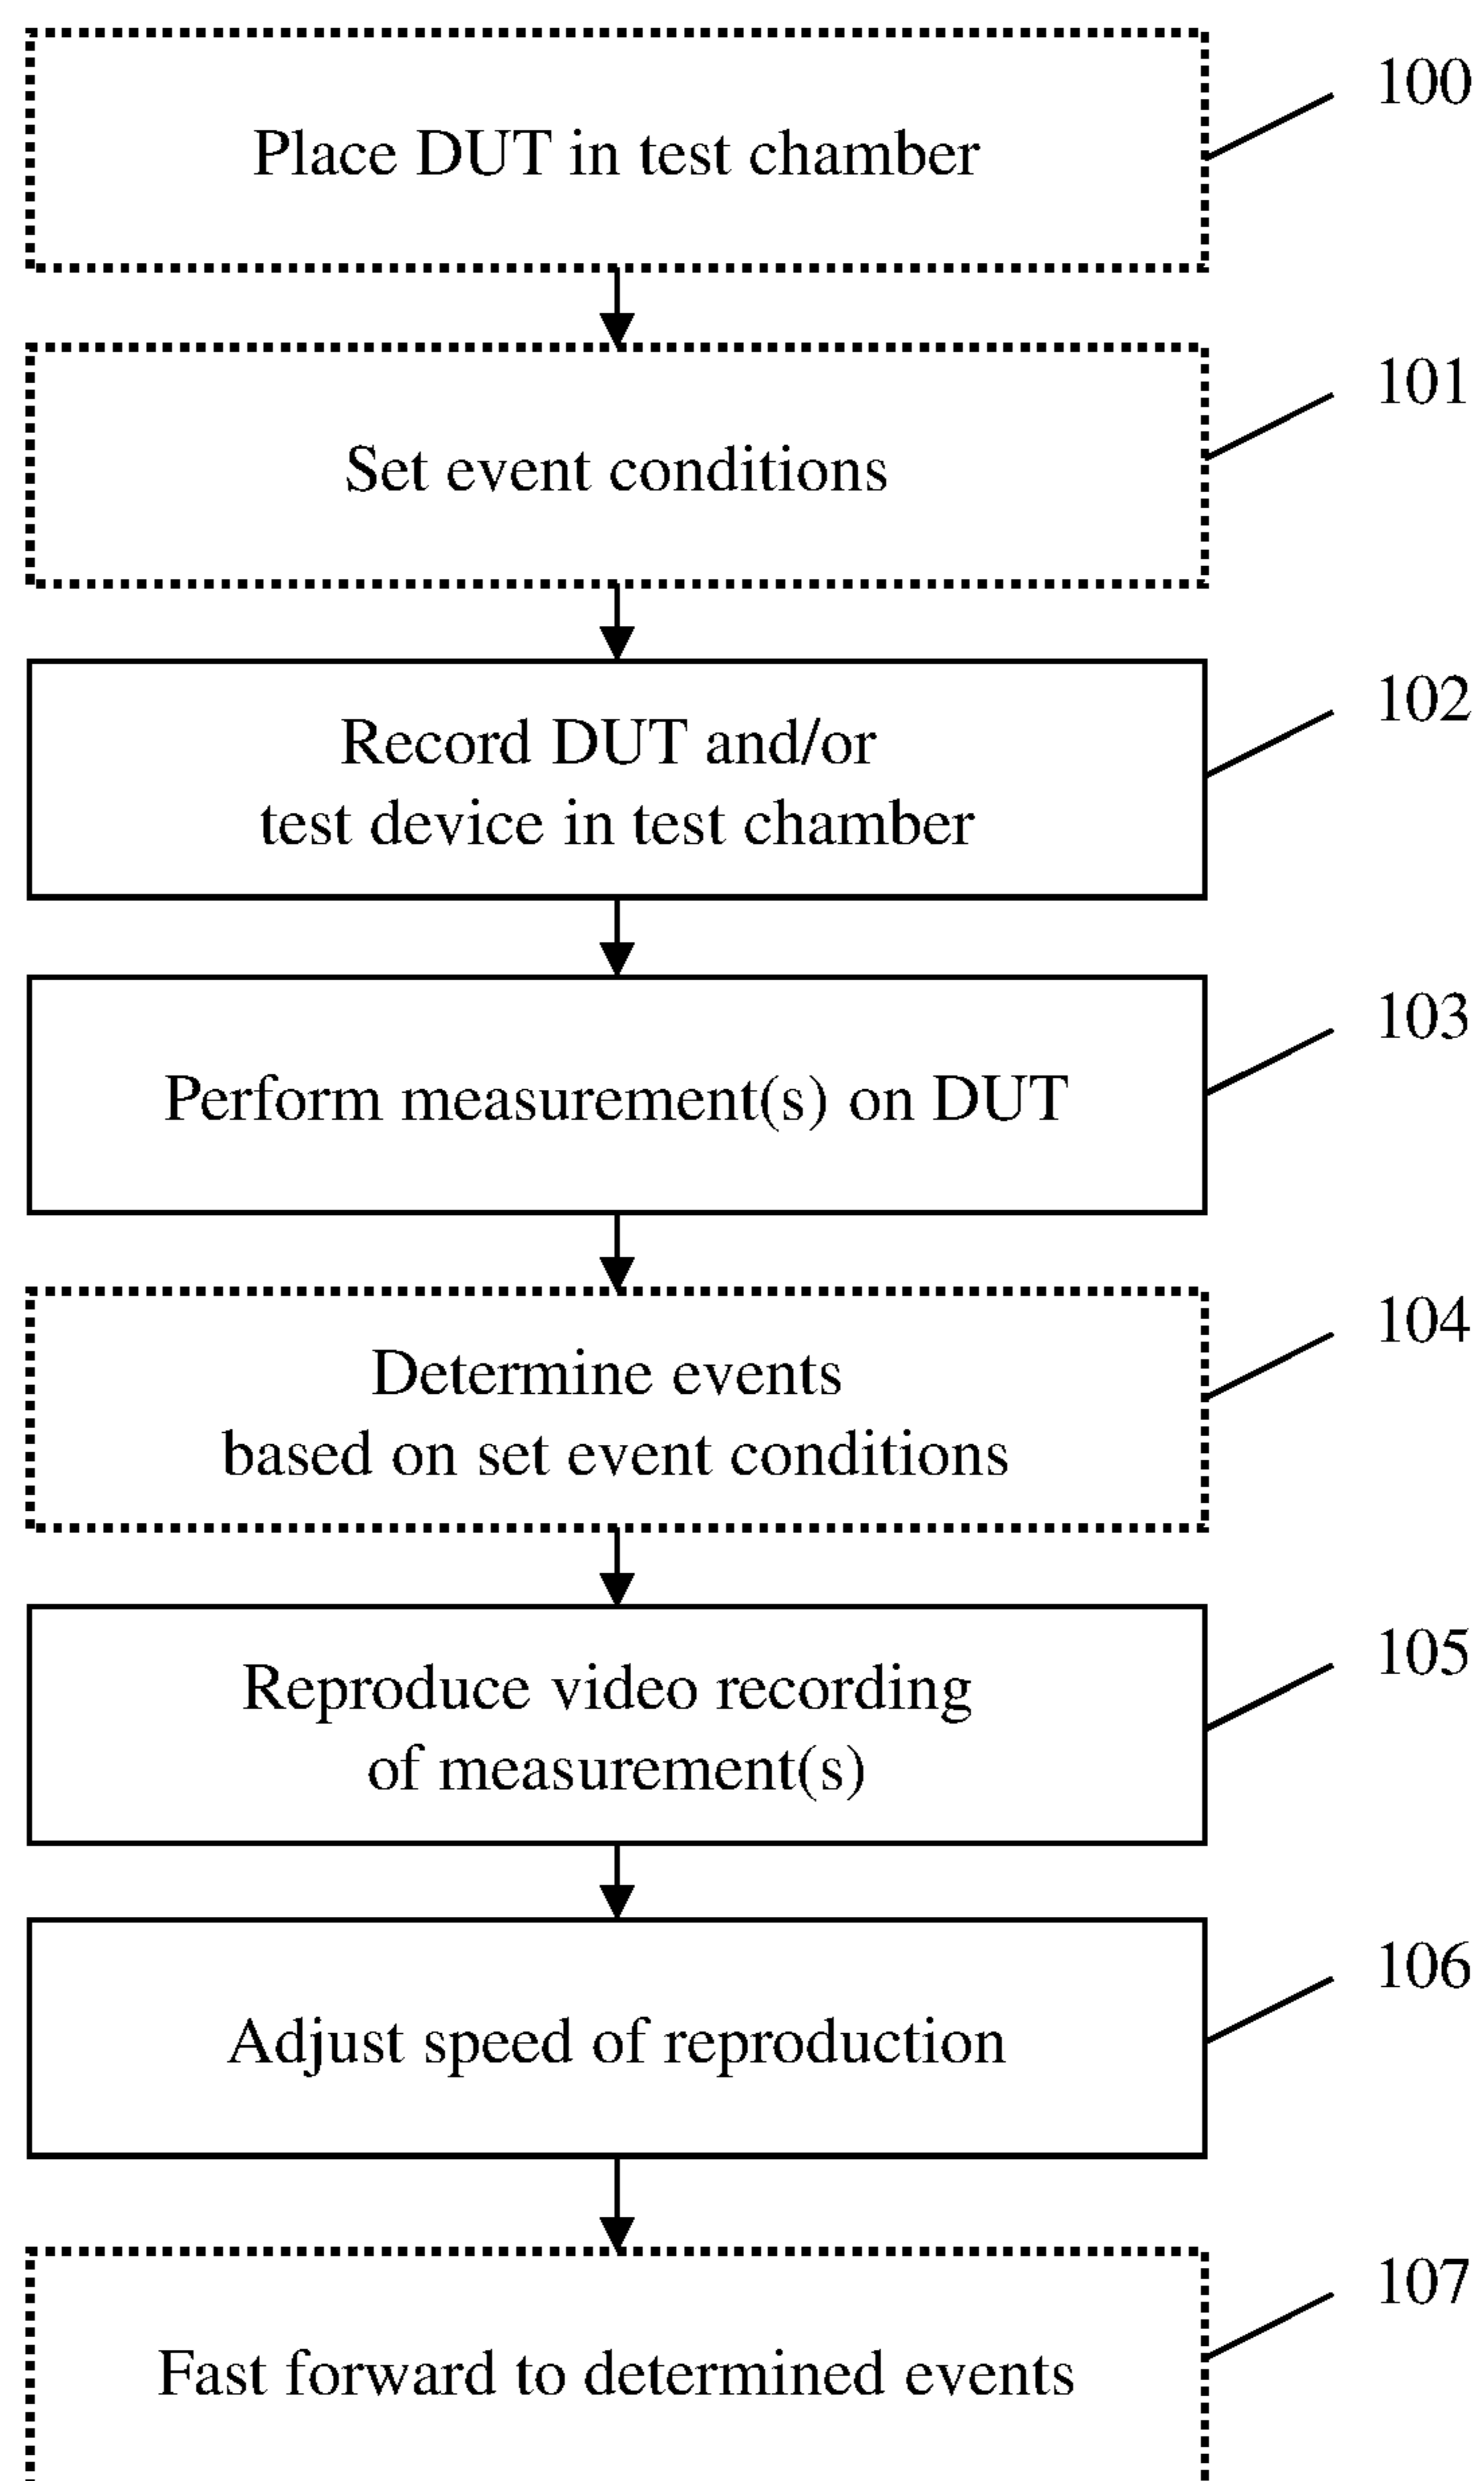 Place DUT in test chamber
100
Set event conditions
101
Record DUT and/or
test device in test chamber
102
Perform measurement(s) on DUT
103
Determine events
based on set event conditions
104
Reproduce video recording
of measurement(s)
105
Adjust speed of reproduction
106
Fast forward to determined events
107